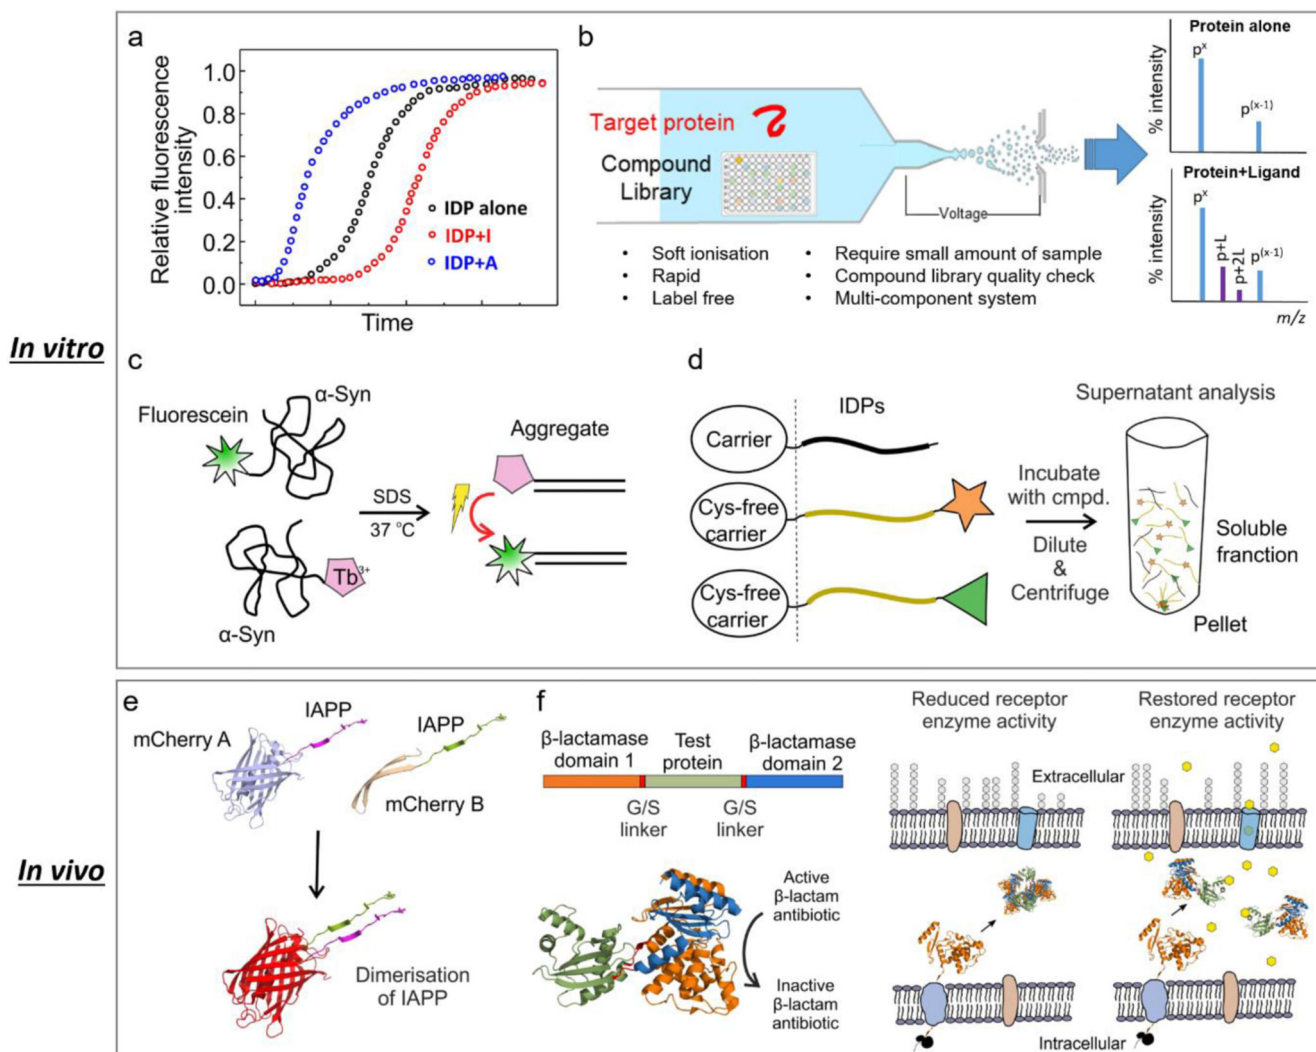 In vitro
a
Relative fluorescence
intensity
1.0
0.8
0.6
0.4
0.2
0.0
IDP alone
IDP+I
IDP+A
Time
b
Target protein
Compound
Library
Voltage
• Soft ionisation
• Rapid
• Label free
• Require small amount of sample
• Compound library quality check
• Multi-component system
Protein alone
% intensity
pˣ
p⁽ˣ⁻¹⁾
Protein+Ligand
% intensity
pˣ
p+L
p+2L
p⁽ˣ⁻¹⁾
m/z
c
α-Syn
Fluorescein
SDS
37 °C
Tb³⁺
α-Syn
Aggregate
d
IDPs
Carrier
Cys-free
carrier
Cys-free
carrier
Incubate
with cmpd.
Dilute
&
Centrifuge
Supernatant analysis
Soluble
franction
Pellet
In vivo
e
IAPP
mCherry A
IAPP
mCherry B
Dimerisation
of IAPP
f
β-lactamase
domain 1
Test
protein
β-lactamase
domain 2
G/S
linker
G/S
linker
Active
β-lactam
antibiotic
Inactive
β-lactam
antibiotic
Reduced receptor
enzyme activity
Restored receptor
enzyme activity
Extracellular
Intracellular